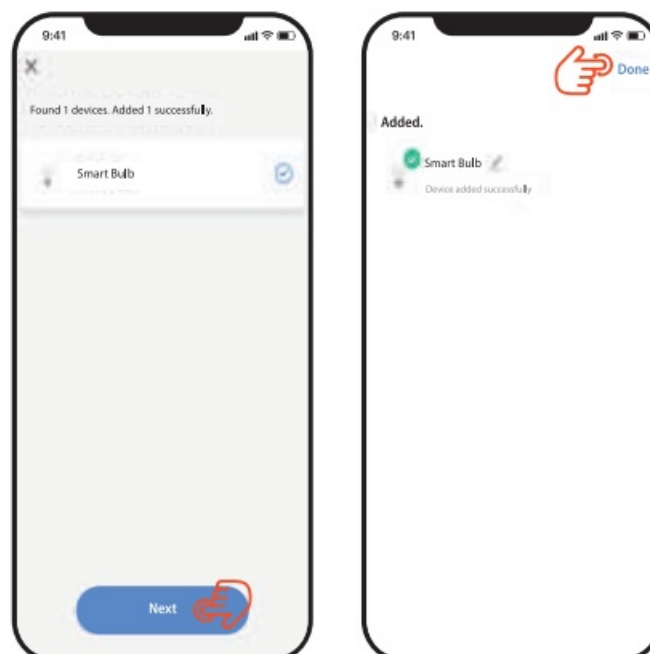 9:41
Found 1 devices. Added 1 successfully.
Smart Bulb
Next
9:41
Done
Added.
Smart Bulb
Device added successfully